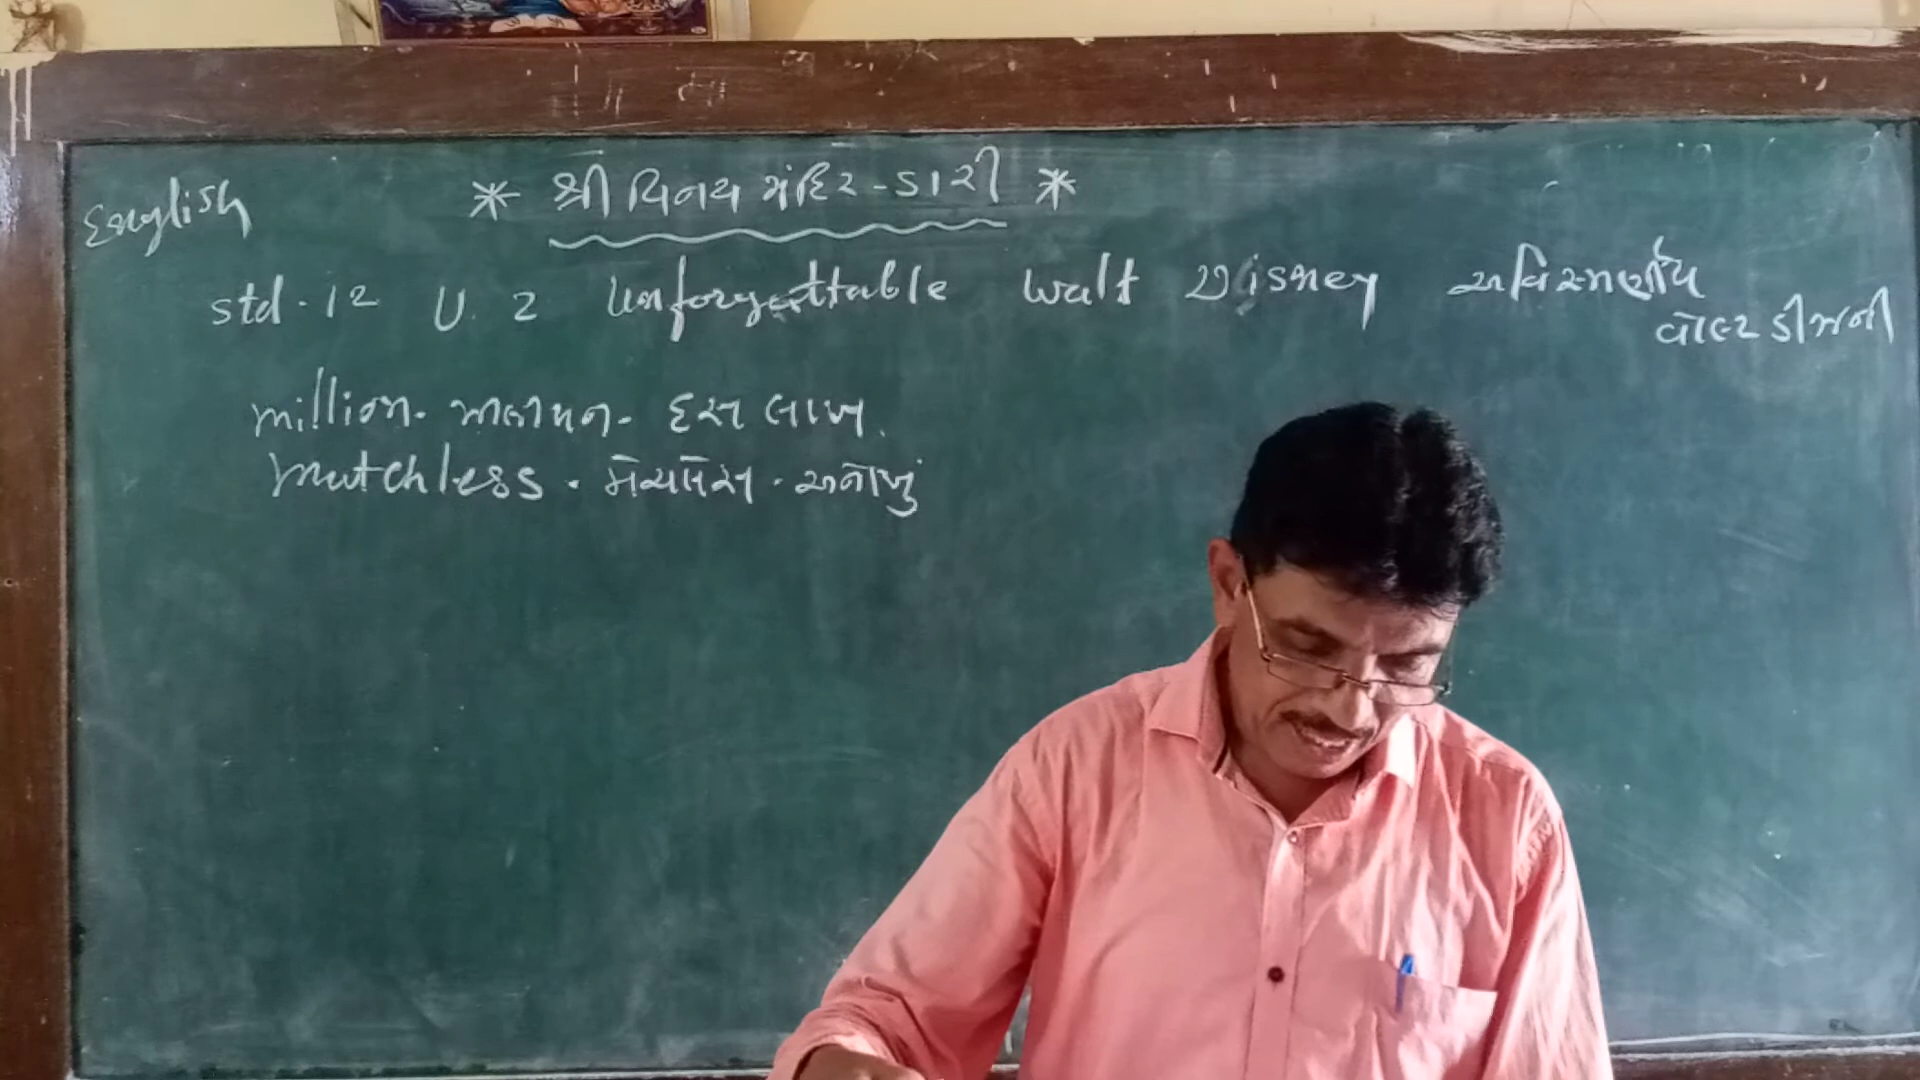 English
* શ્રી વિનય મંદિર - ડારી *
std. 12 U. 2 Unforgettable Walt Disney અવિસ્મરણીય
વોલ્ટ ડીઝની
million. મિલીયન. દસ લાખ.
matchless. મેચલેસ. અનોખું